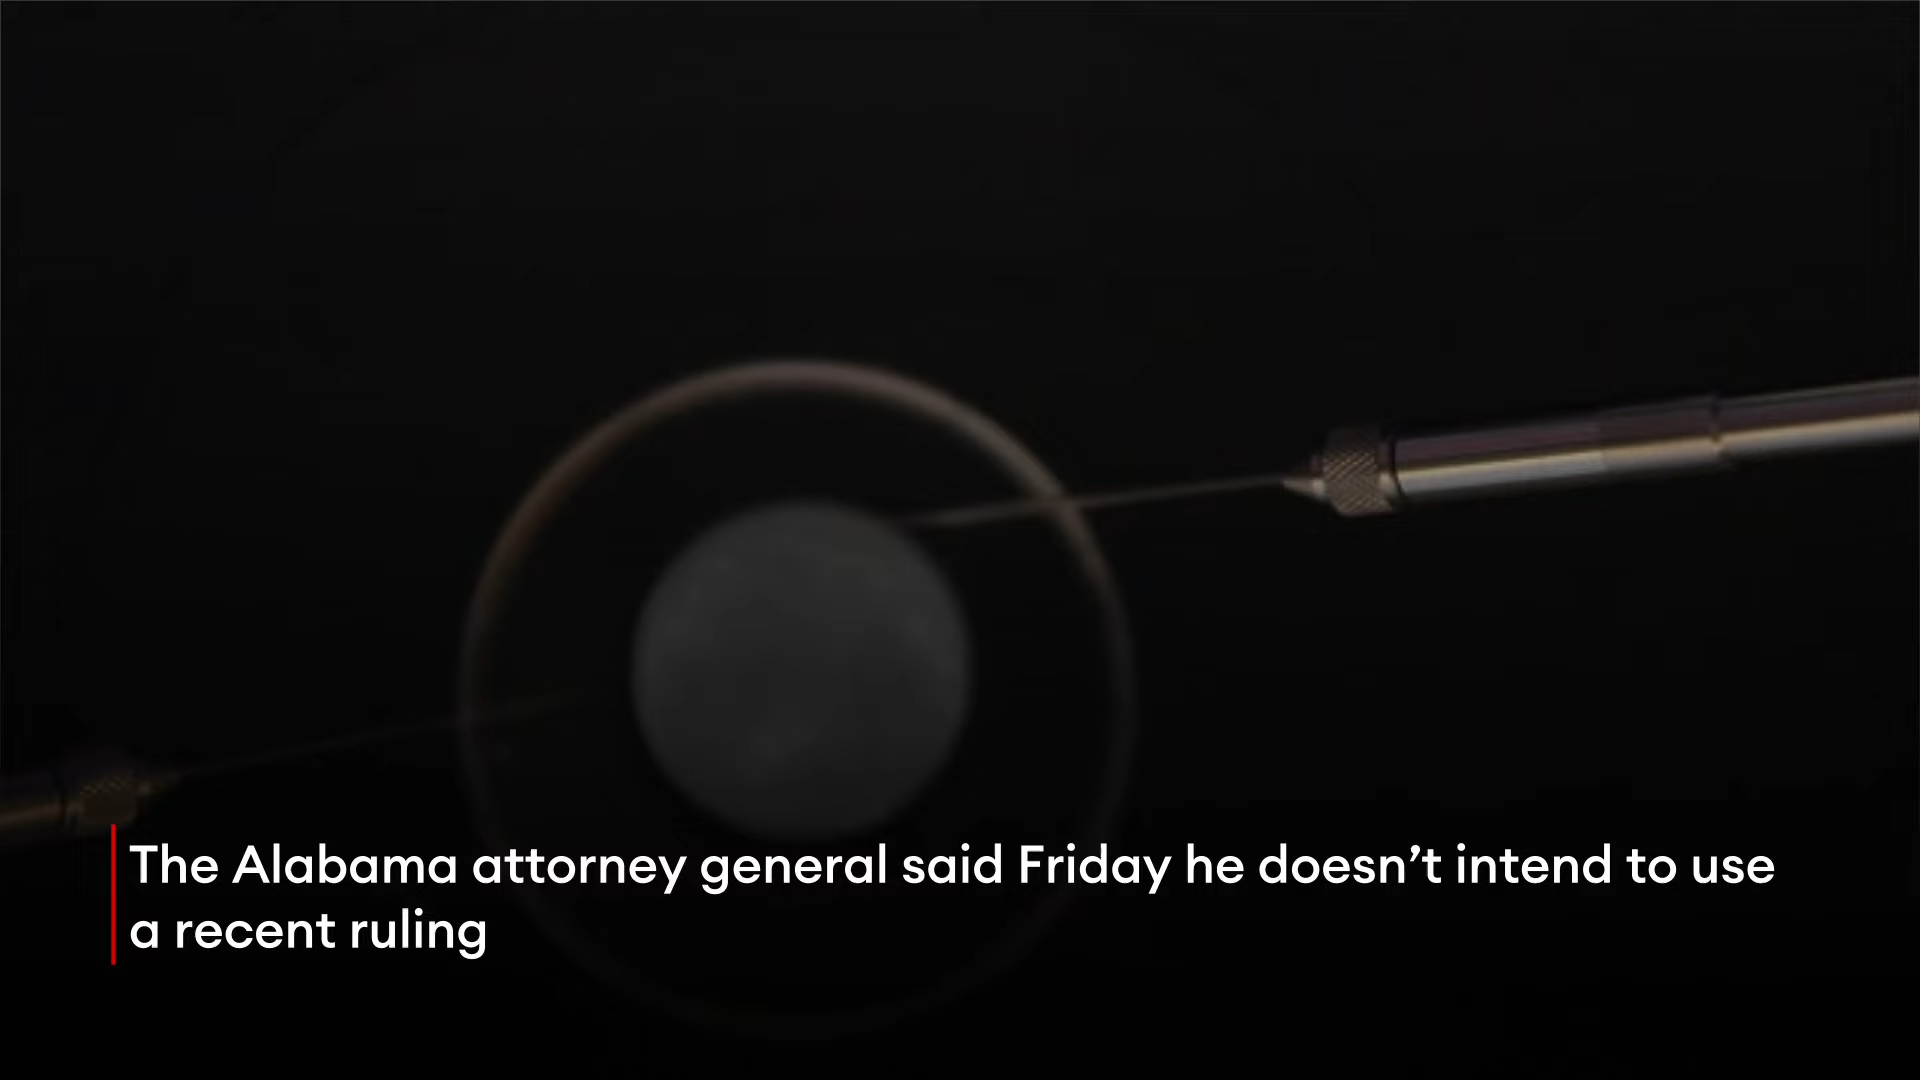 The Alabama attorney general said Friday he doesn’t intend to use
a recent ruling